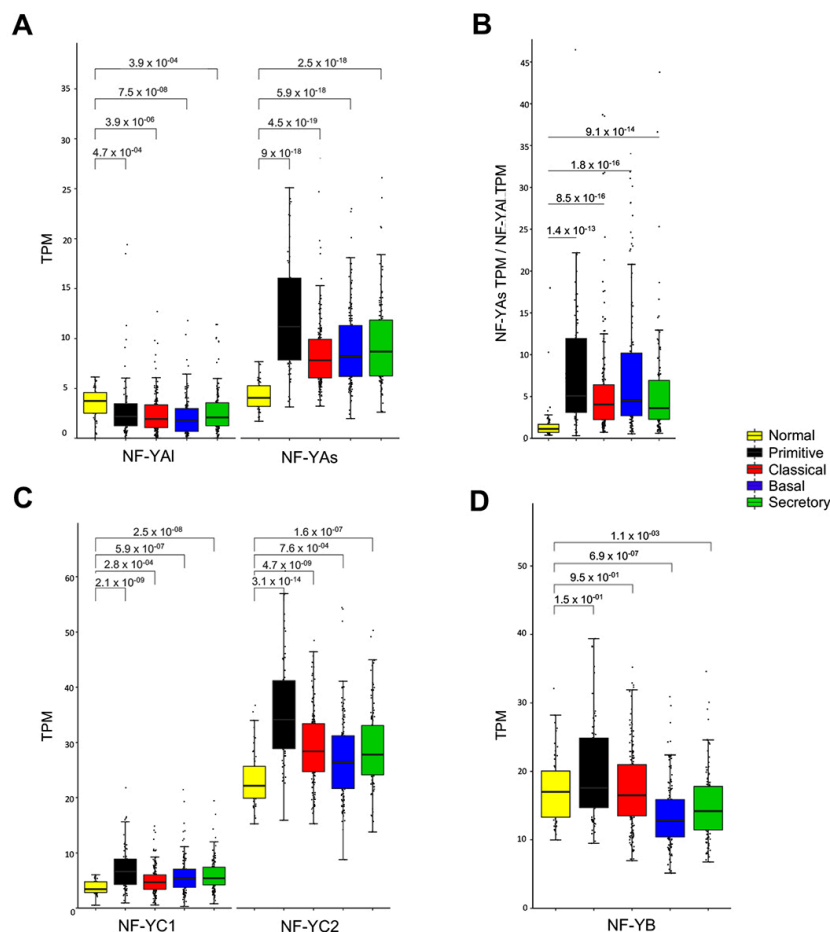 A
3.9 x 10-04
7.5 x 10-08
3.9 x 10-06
4.7 x 10-04
2.5 x 10-18
5.9 x 10-18
4.5 x 10-19
9 x 10-18
35
30
25
20
15
10
5
0
TPM
NF-YAl
NF-YAs
B
45
40
35
30
25
20
15
10
5
0
NF-YAs TPM / NF-YAl TPM
9.1 x 10-14
1.8 x 10-16
8.5 x 10-16
1.4 x 10-13
Normal
Primitive
Classical
Basal
Secretory
C
2.5 x 10-08
5.9 x 10-07
2.8 x 10-04
2.1 x 10-09
1.6 x 10-07
7.6 x 10-04
4.7 x 10-09
3.1 x 10-14
60
50
40
30
20
10
0
TPM
NF-YC1
NF-YC2
D
1.1 x 10-03
6.9 x 10-07
9.5 x 10-01
1.5 x 10-01
50
40
30
20
10
0
TPM
NF-YB